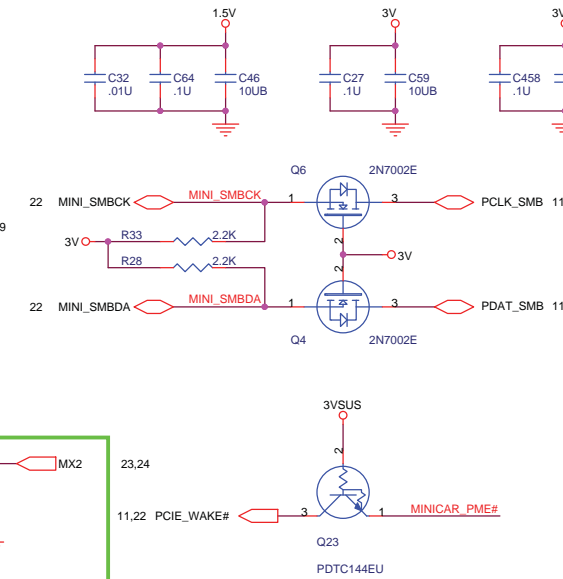 1.5V
3V
3V
C32
.01U
C64
.1U
C46
10UB
C27
.1U
C59
10UB
C458
.1U
Q6
2N7002E
22 MINI_SMBCK
MINI_SMBCK
1
3
PCLK_SMB 11
9
2
3V
R33
2.2K
3V
R28
2.2K
2
22 MINI_SMBDA
MINI_SMBDA
1
3
PDAT_SMB 11
Q4
2N7002E
3VSUS
2
MX2
23,24
11,22 PCIE_WAKE#
3
1
MINICAR_PME#
Q23
PDTC144EU